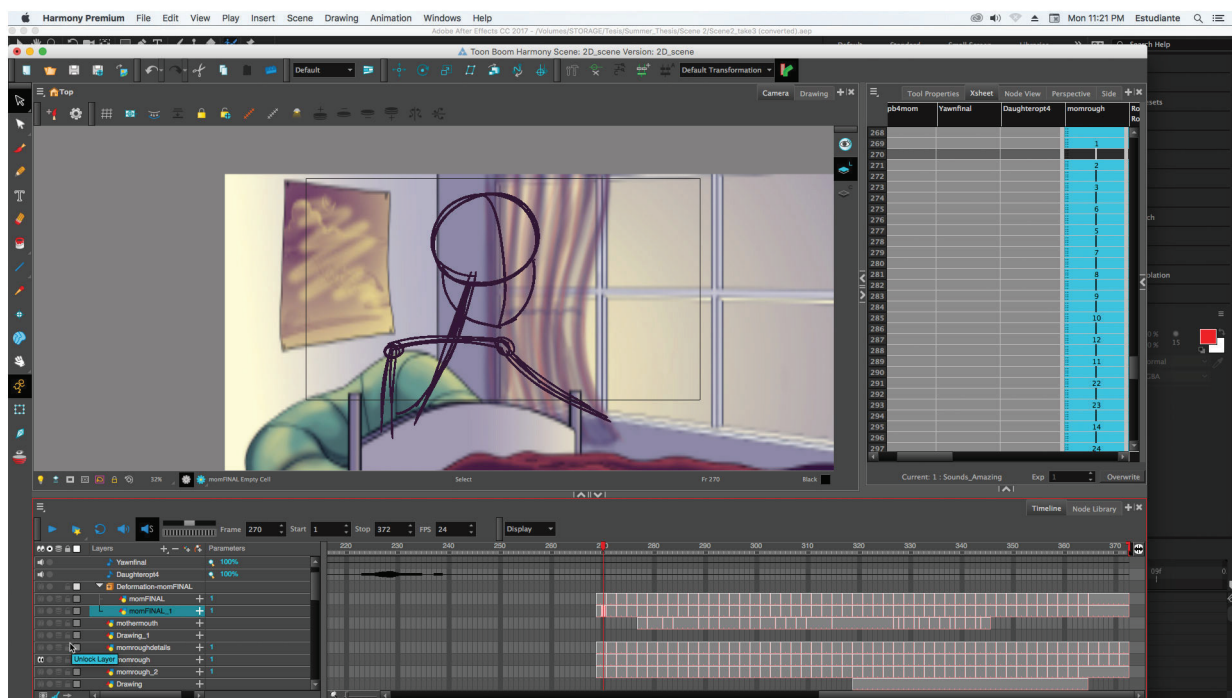 Harmony Premium File Edit View Play Insert Scene Drawing Animation Windows Help Mon 11:21 PM Estudiante
Adobe After Effects CC 2017 - /Volumes/STORAGE/Tesis/Summer_Thesis/Scene 2/Scene2_take3 (converted).aep
Search Help
Toon Boom Harmony Scene: 2D_scene Version: 2D_scene
Default Default Transformation
Top Camera Drawing Tool Properties Xsheet Node View Perspective Side
pb4mom Yawnfinal Daughteropt4 momrough Ro
Ro
268
269 1
270
271 2
272
273 3
274
275 6
276
277 5
278
279 7
280
281 8
282
283 9
284
285 10
286
287 12
288
289 11
290
291 22
292
293 23
294
295 14
296
297 24
32% momFINAL Empty Cell Select Fr 270 Black Current: 1 : Sounds_Amazing Exp 1 Overwrite
Timeline Node Library
Frame 270 Start 1 Stop 372 FPS 24 Display
Layers Parameters 220 230 240 250 260 270 280 290 300 310 320 330 340 350 360 370
Yawnfinal 100%
Daughteropt4 100%
Deformation-momFINAL
momFINAL 1
momFINAL_1 1
mothermouth
Drawing_1
momroughdetails 1
Unlock Layer nomrough 1
momrough_2 1
Drawing